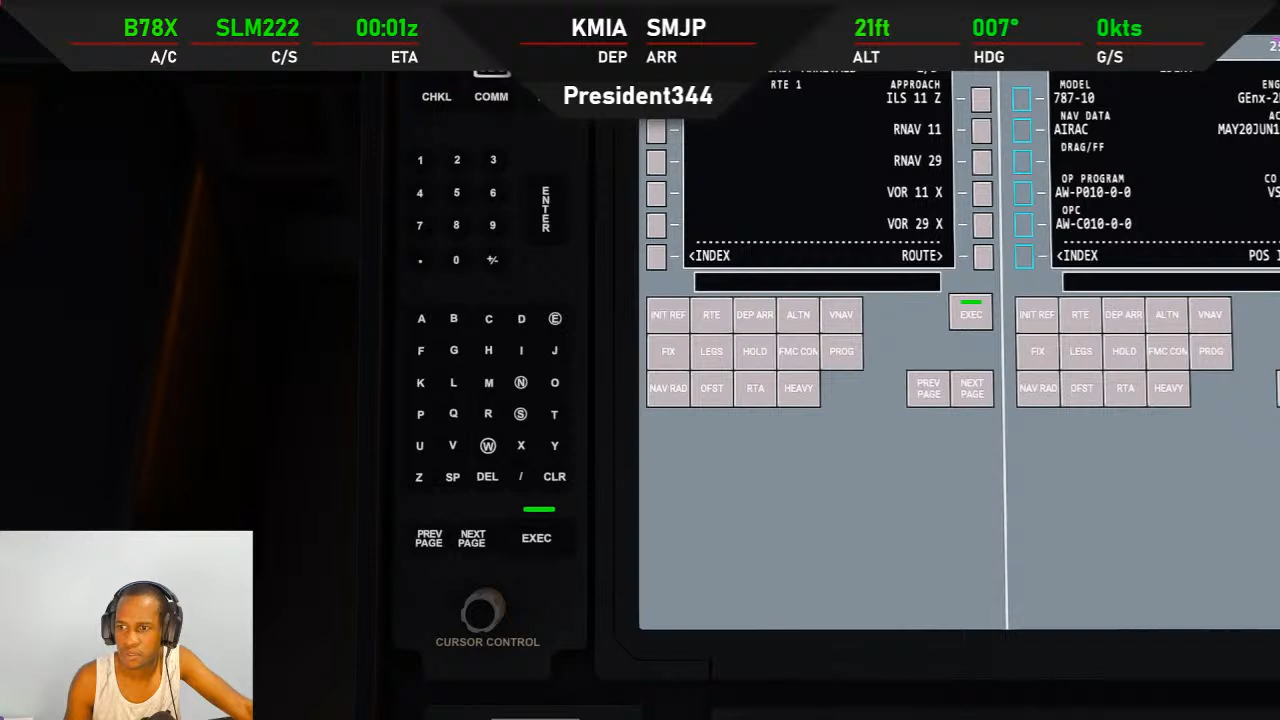 B78X SLM222 00:01z KMIA SMJP 21ft 007° 0kts
A/C C/S ETA DEP ARR ALT HDG G/S
President344
CHKL COMM
1 2 3
4 5 6
7 8 9
. 0 +/-
ENTER
A B C D E
F G H I J
K L M N O
P Q R S T
U V W X Y
Z SP DEL / CLR
PREV PAGE NEXT PAGE EXEC
CURSOR CONTROL
RTE 1 APPROACH
ILS 11 Z
RNAV 11
RNAV 29
VOR 11 X
VOR 29 X
<INDEX ROUTE>
INIT REF RTE DEP ARR ALTN VNAV EXEC
FIX LEGS HOLD FMC COM PROG
NAV RAD OFST RTA HEAVY PREV PAGE NEXT PAGE
MODEL
787-10
NAV DATA
AIRAC MAY20JUN1
DRAG/FF
OP PROGRAM CO
AW-P010-0-0 VS
OPC
AW-C010-0-0
<INDEX POS
INIT REF RTE DEP ARR ALTN VNAV
FIX LEGS HOLD FMC COM PROG
NAV RAD OFST RTA HEAVY